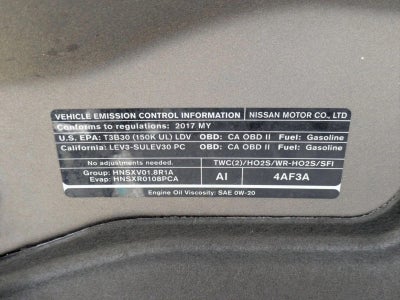 VEHICLE EMISSION CONTROL INFORMATION NISSAN MOTOR CO., LTD
Conforms to regulations: 2017 MY
U.S. EPA: T3B30 (150K UL) LDV OBD: CA OBD II Fuel: Gasoline
California: LEV3-SULEV30 PC OBD: CA OBD II Fuel: Gasoline
No adjustments needed. TWC(2)/HO2S/WR-HO2S/SFI
Group: HNSXV01.8R1A
Evap: HNSXR0108PCA AI 4AF3A
Engine Oil Viscosity: SAE 0W-20